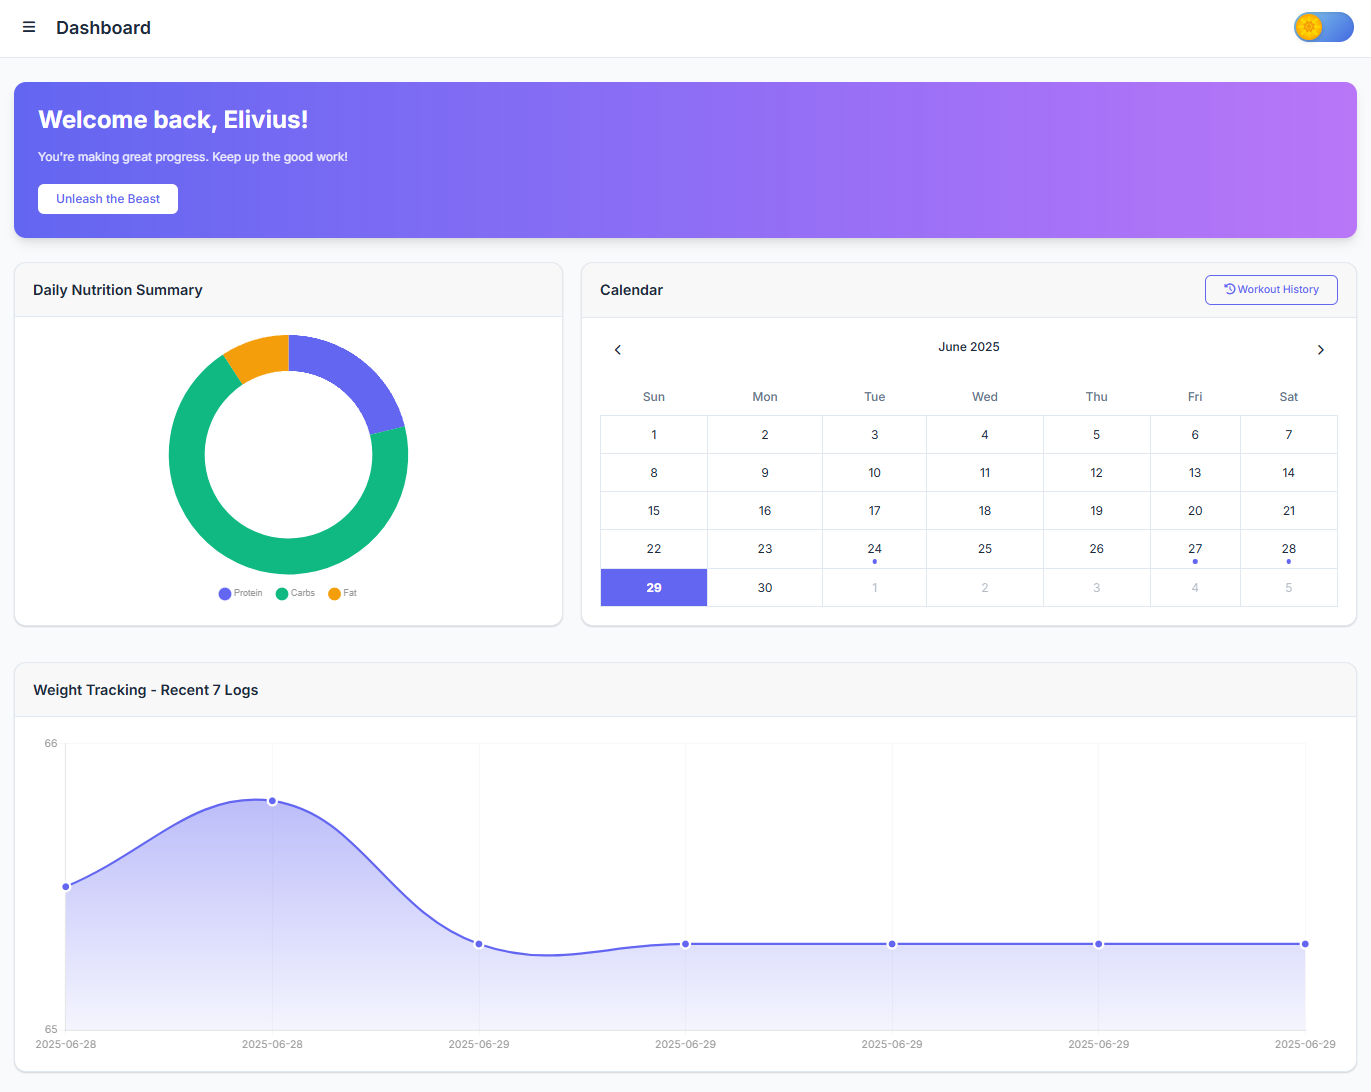 Dashboard
Welcome back, Elivius!
You're making great progress. Keep up the good work!
Unleash the Beast
Daily Nutrition Summary
Protein Carbs Fat
Calendar
Workout History
June 2025
Sun Mon Tue Wed Thu Fri Sat
1 2 3 4 5 6 7
8 9 10 11 12 13 14
15 16 17 18 19 20 21
22 23 24 25 26 27 28
29 30 1 2 3 4 5
Weight Tracking - Recent 7 Logs
66
65
2025-06-28 2025-06-28 2025-06-29 2025-06-29 2025-06-29 2025-06-29 2025-06-29